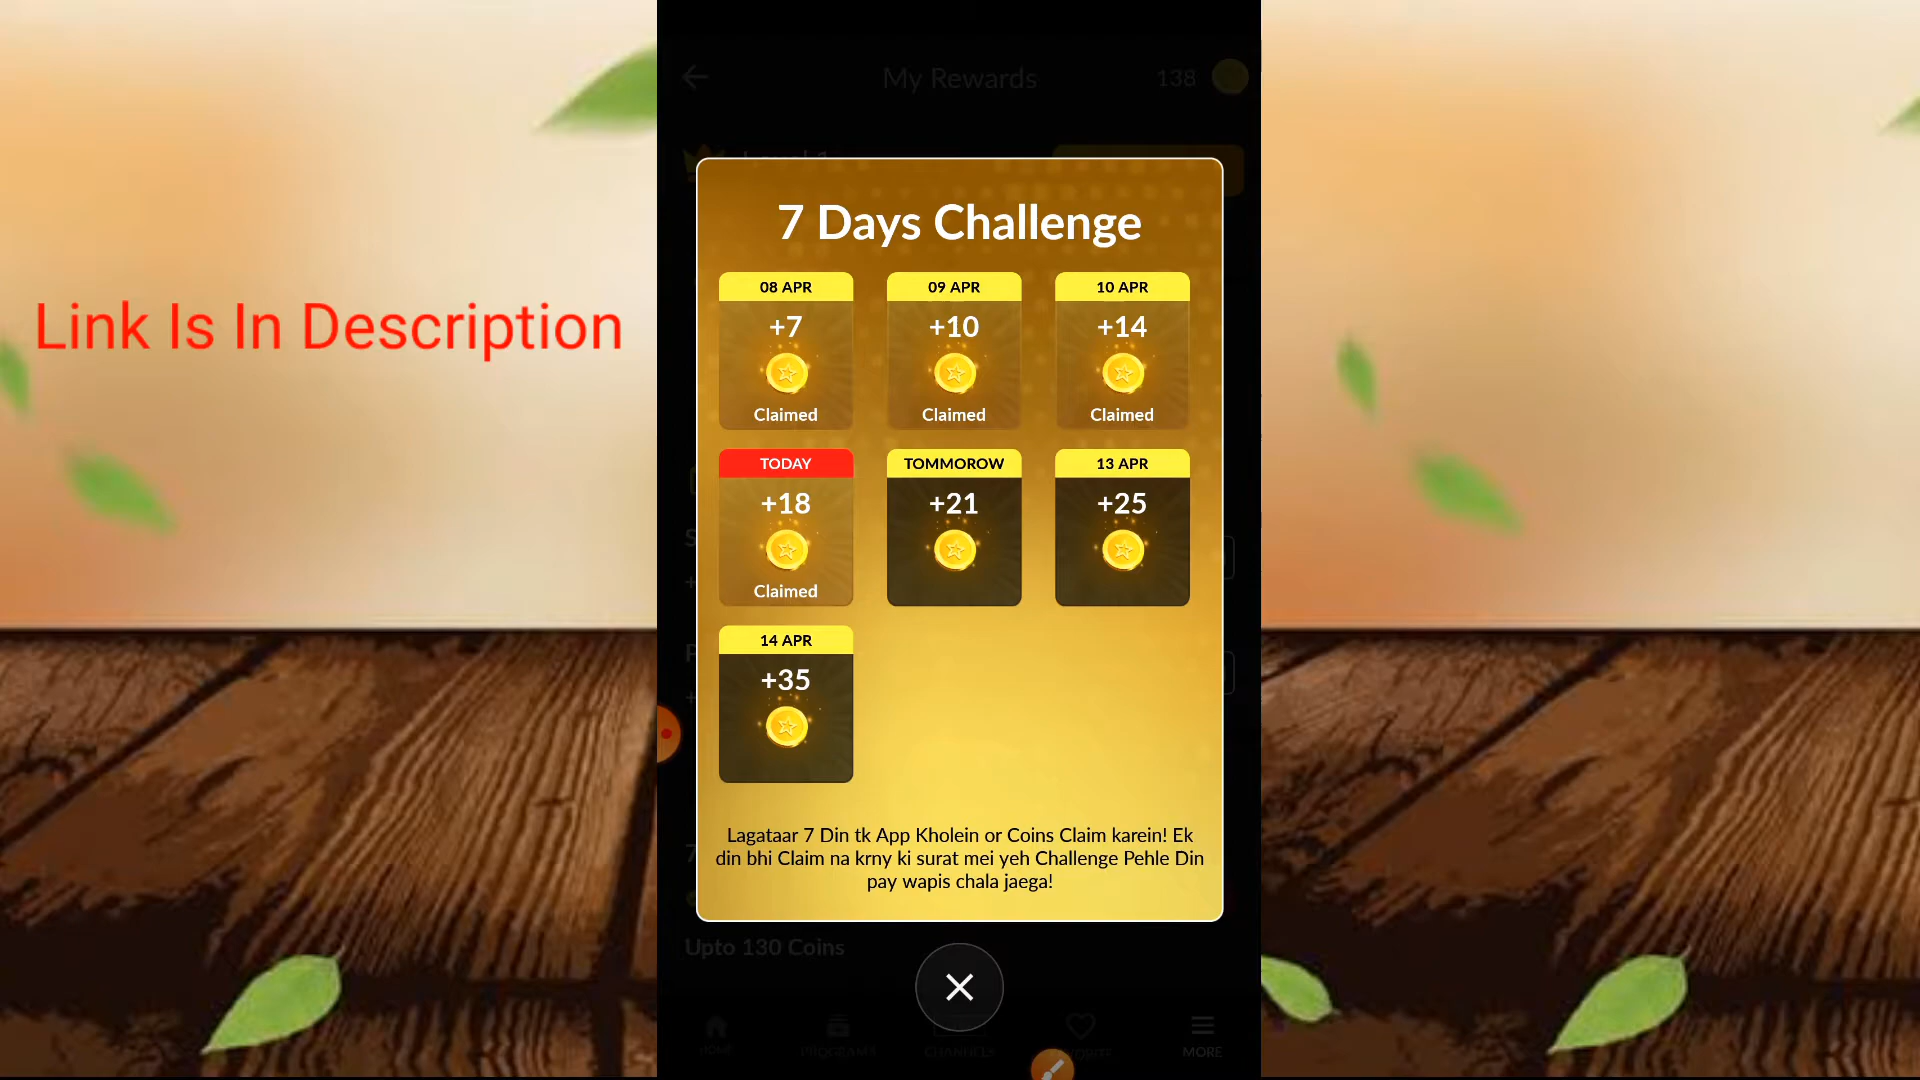 My Rewards
138
Link Is In Description
7 Days Challenge
08 APR
+7
Claimed
09 APR
+10
Claimed
10 APR
+14
Claimed
TODAY
+18
Claimed
TOMMOROW
+21
13 APR
+25
14 APR
+35
Lagataar 7 Din tk App Kholein or Coins Claim karein! Ek
din bhi Claim na krny ki surat mei yeh Challenge Pehle Din
pay wapis chala jaega!
Upto 130 Coins
HOME
PROGRAMS
CHANNELS
MORE